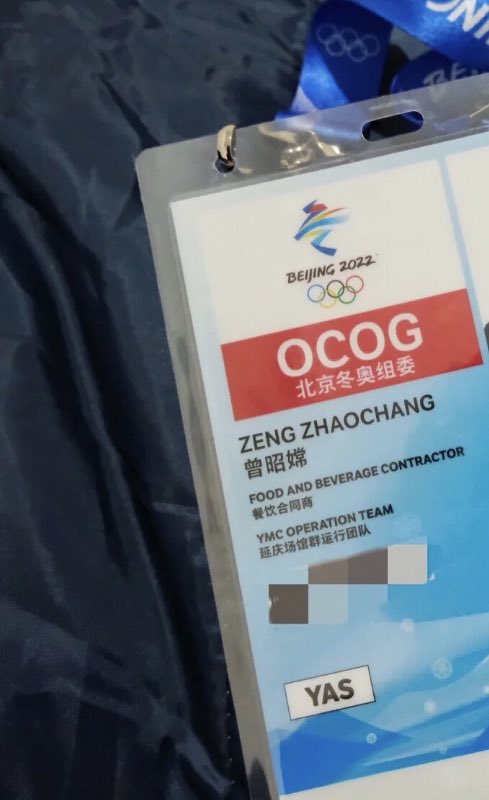 BEIJING 2022
OCOG
北京冬奥组委
ZENG ZHAOCHANG
曾昭嫦
FOOD AND BEVERAGE CONTRACTOR
餐饮合同商
YMC OPERATION TEAM
延庆场馆群运行团队
YAS